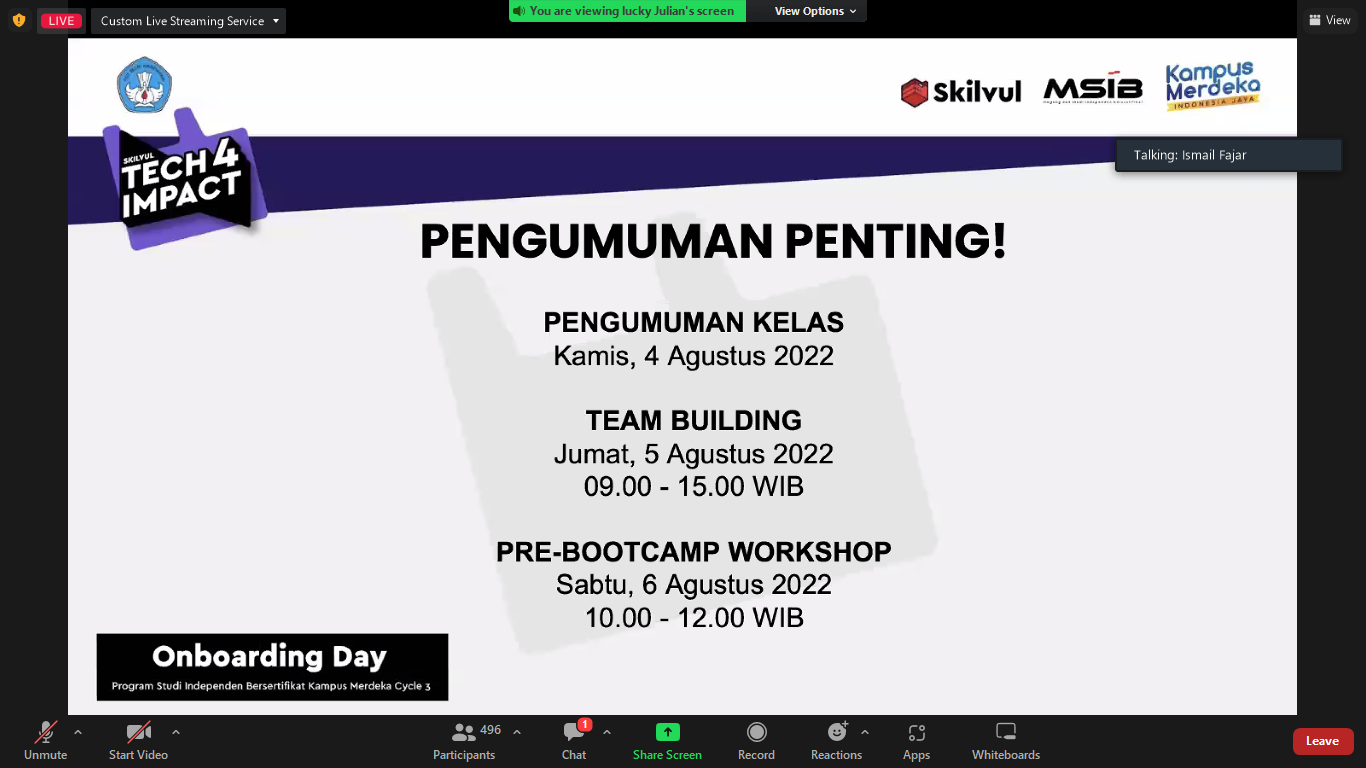 LIVE
Custom Live Streaming Service
You are viewing lucky Julian's screen
View Options
View
Skilvul
MSIB
Kampus
Merdeka
INDONESIA JAYA
Talking: Ismail Fajar
SKILVUL
TECH 4
IMPACT
PENGUMUMAN PENTING!
PENGUMUMAN KELAS
Kamis, 4 Agustus 2022
TEAM BUILDING
Jumat, 5 Agustus 2022
09.00 - 15.00 WIB
PRE-BOOTCAMP WORKSHOP
Sabtu, 6 Agustus 2022
10.00 - 12.00 WIB
Onboarding Day
Program Studi Independen Bersertifikat Kampus Merdeka Cycle 3
Unmute
Start Video
496
Participants
1
Chat
Share Screen
Record
Reactions
Apps
Whiteboards
Leave